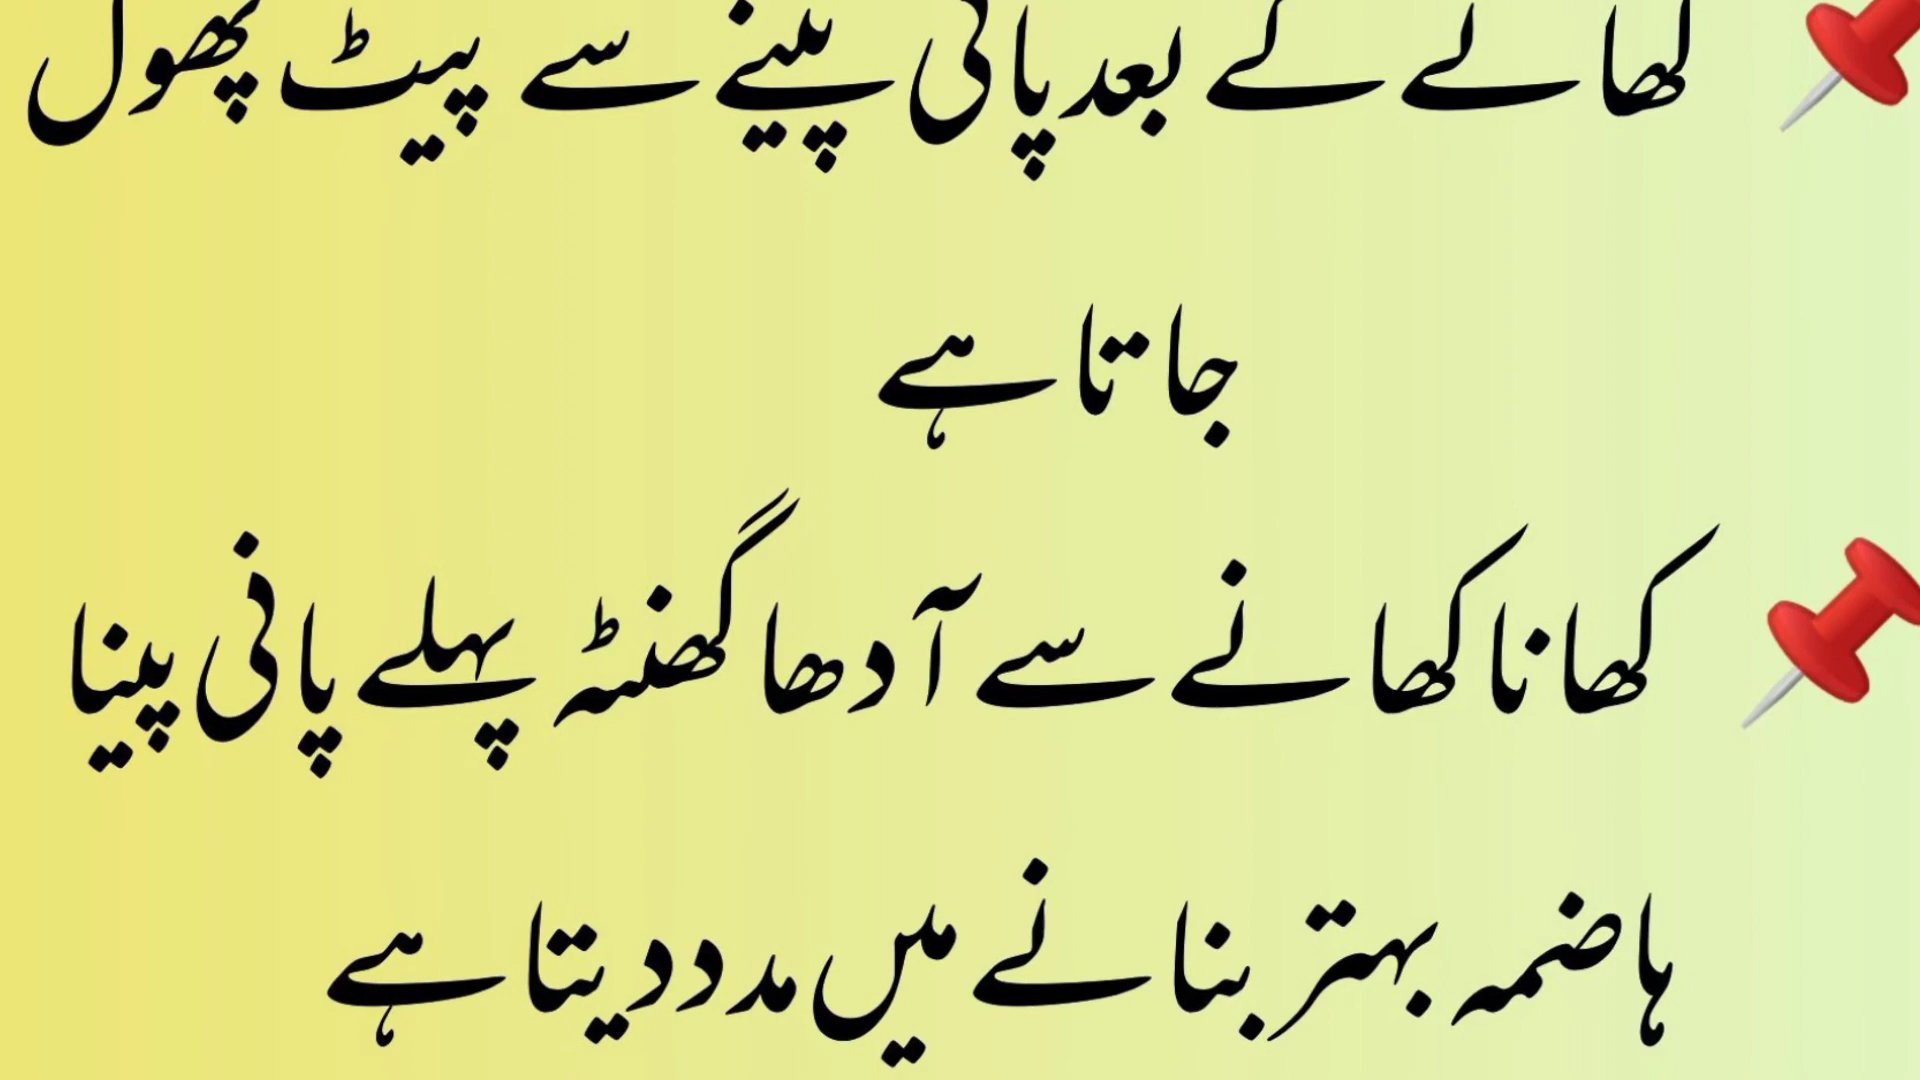 کھانے کے بعد پانی پینے سے پیٹ پھول
جاتا ہے
کھانا کھانے سے آدھا گھنٹہ پہلے پانی پینا
ہاضمہ بہتر بنانے میں مدد دیتا ہے